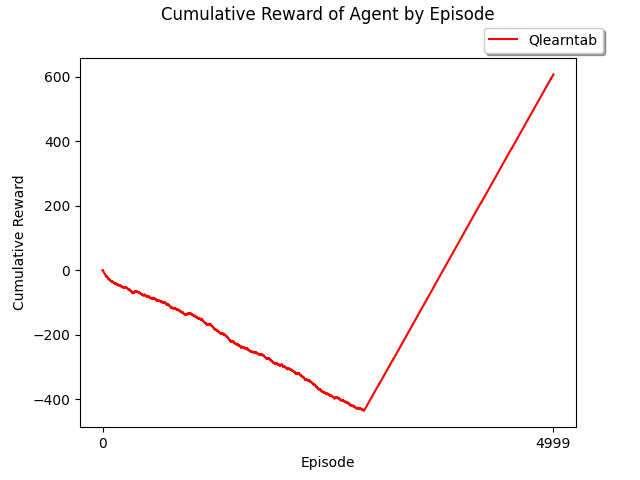 Cumulative Reward of Agent by Episode
Qlearntab
600
400
200
0
−200
−400
Cumulative Reward
0 4999
Episode